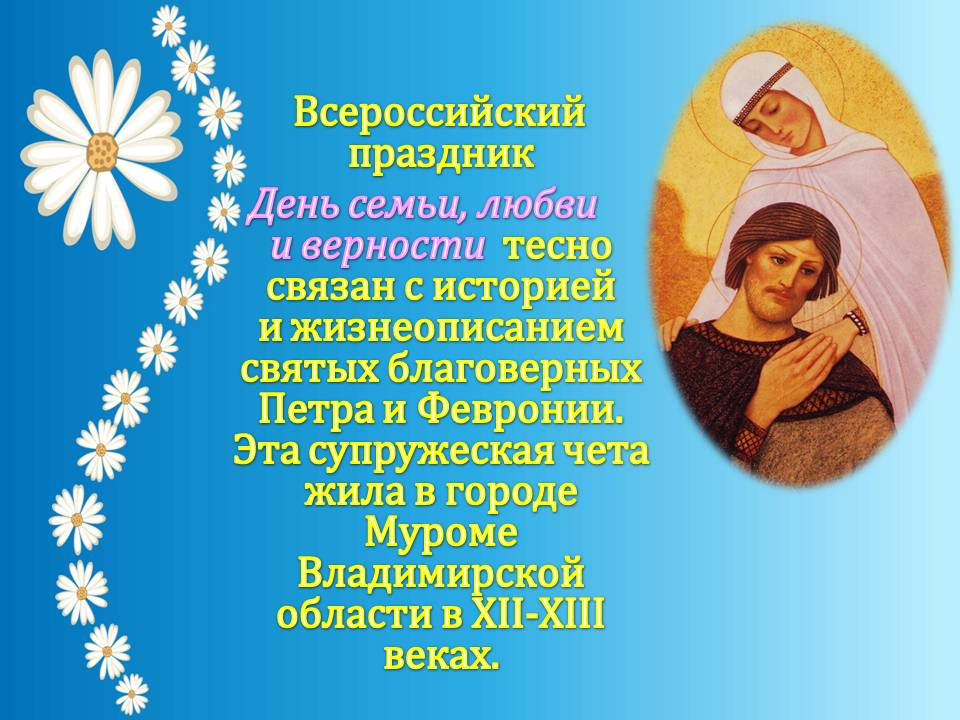 Всероссийский
праздник
День семьи, любви
и верности тесно
связан с историей
и жизнеописанием
святых благоверных
Петра и Февронии.
Эта супружеская чета
жила в городе
Муроме
Владимирской
области в XII-XIII
веках.